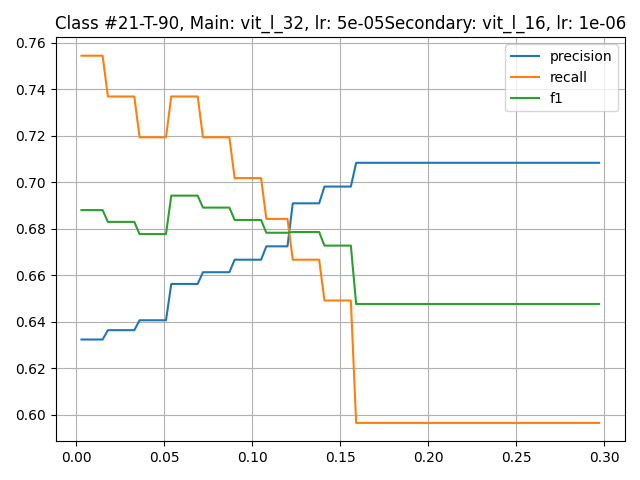 Class #21-T-90, Main: vit_l_32, lr: 5e-05Secondary: vit_l_16, lr: 1e-06
precision
recall
f1
0.76
0.74
0.72
0.70
0.68
0.66
0.64
0.62
0.60
0.00 0.05 0.10 0.15 0.20 0.25 0.30